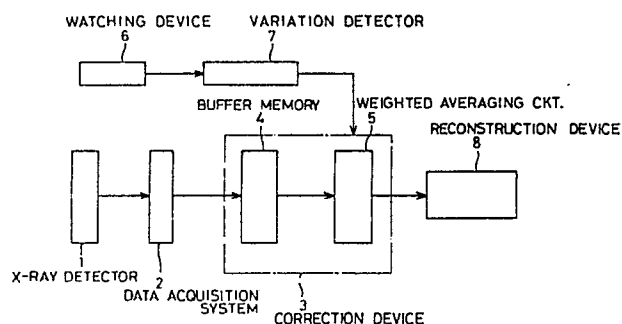 WATCHING DEVICE
6
VARIATION DETECTOR
7
BUFFER MEMORY
4
WEIGHTED AVERAGING CKT.
5
RECONSTRUCTION DEVICE
8
1
X-RAY DETECTOR
2
DATA ACQUISITION
SYSTEM
3
CORRECTION DEVICE